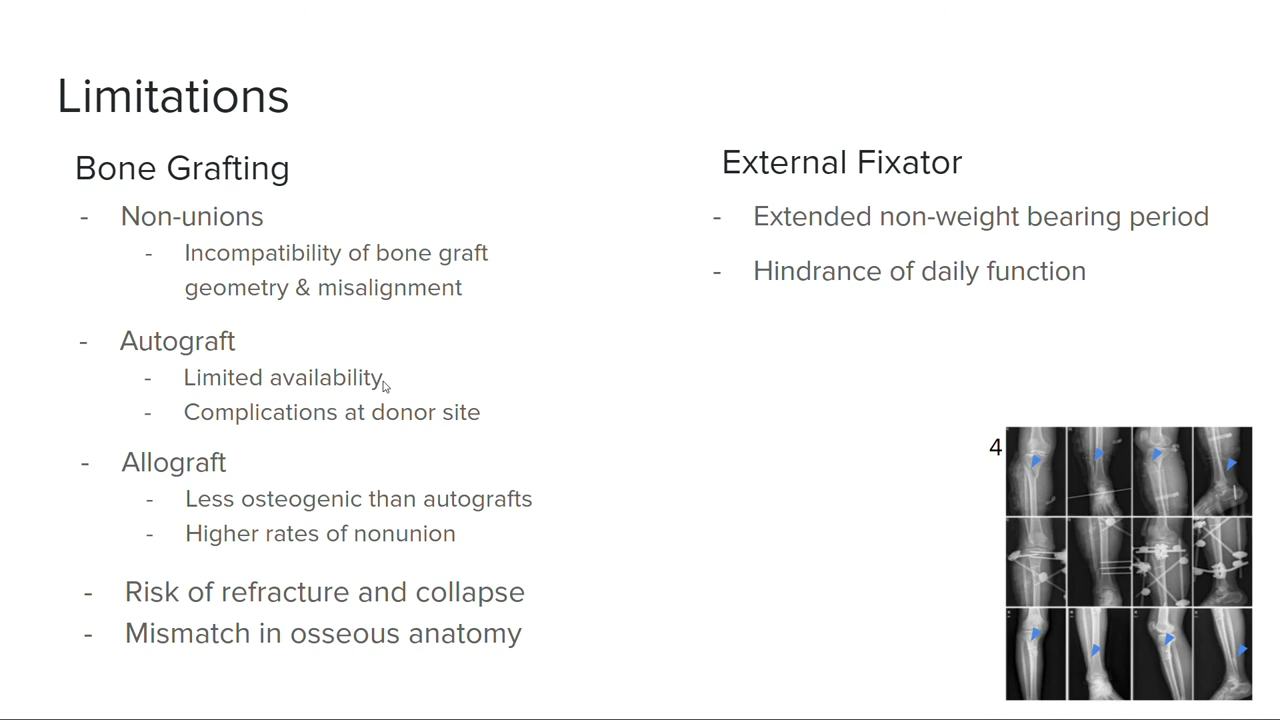 Limitations
Bone Grafting
- Non-unions
- Incompatibility of bone graft
geometry & misalignment
- Autograft
- Limited availability
- Complications at donor site
- Allograft
- Less osteogenic than autografts
- Higher rates of nonunion
- Risk of refracture and collapse
- Mismatch in osseous anatomy
External Fixator
- Extended non-weight bearing period
- Hindrance of daily function
4